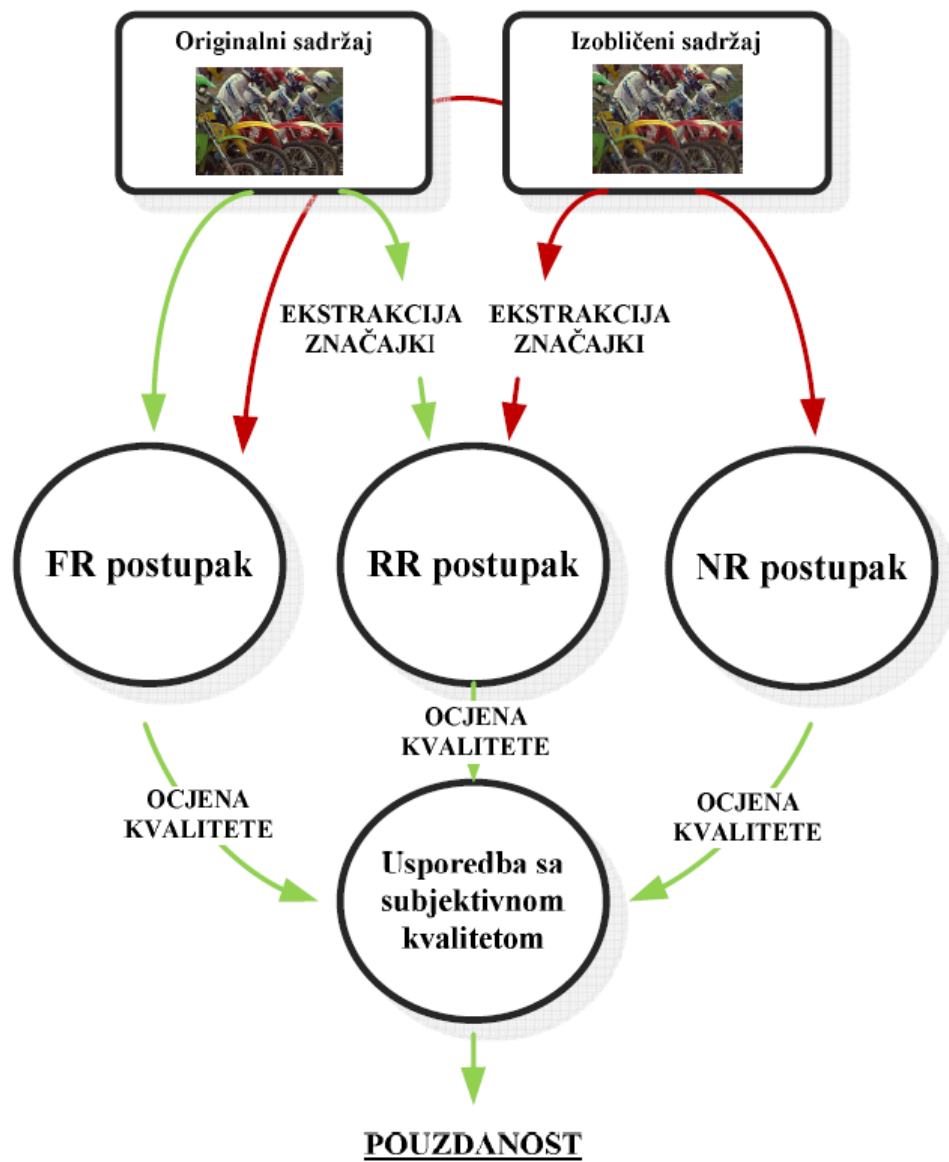 Originalni sadržaj
Izobličeni sadržaj
EKSTRAKCIJA
ZNAČAJKI
EKSTRAKCIJA
ZNAČAJKI
FR postupak
RR postupak
NR postupak
OCJENA
KVALITETE
OCJENA
KVALITETE
OCJENA
KVALITETE
Usporedba sa
subjektivnom
kvalitetom
POUZDANOST